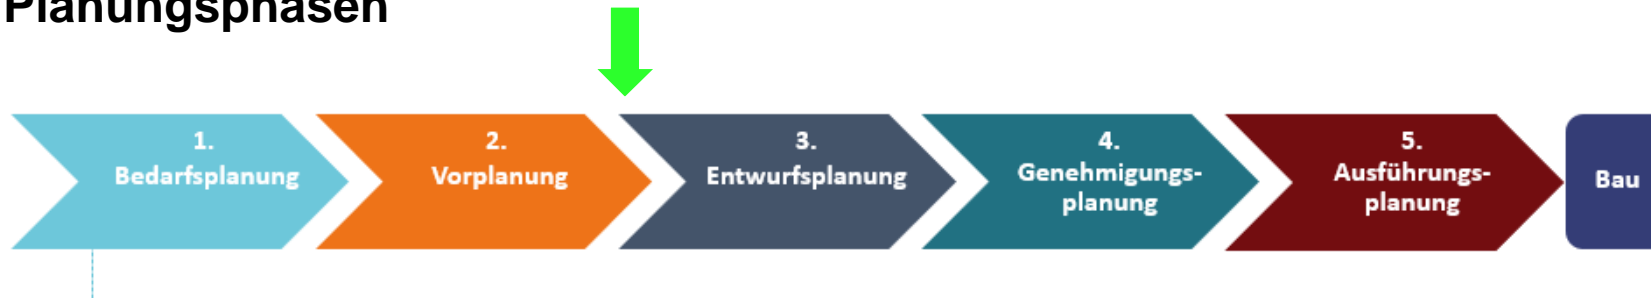 Planungsphasen
1.
Bedarfsplanung
2.
Vorplanung
3.
Entwurfsplanung
4.
Genehmigungs-
planung
5.
Ausführungs-
planung
Bau